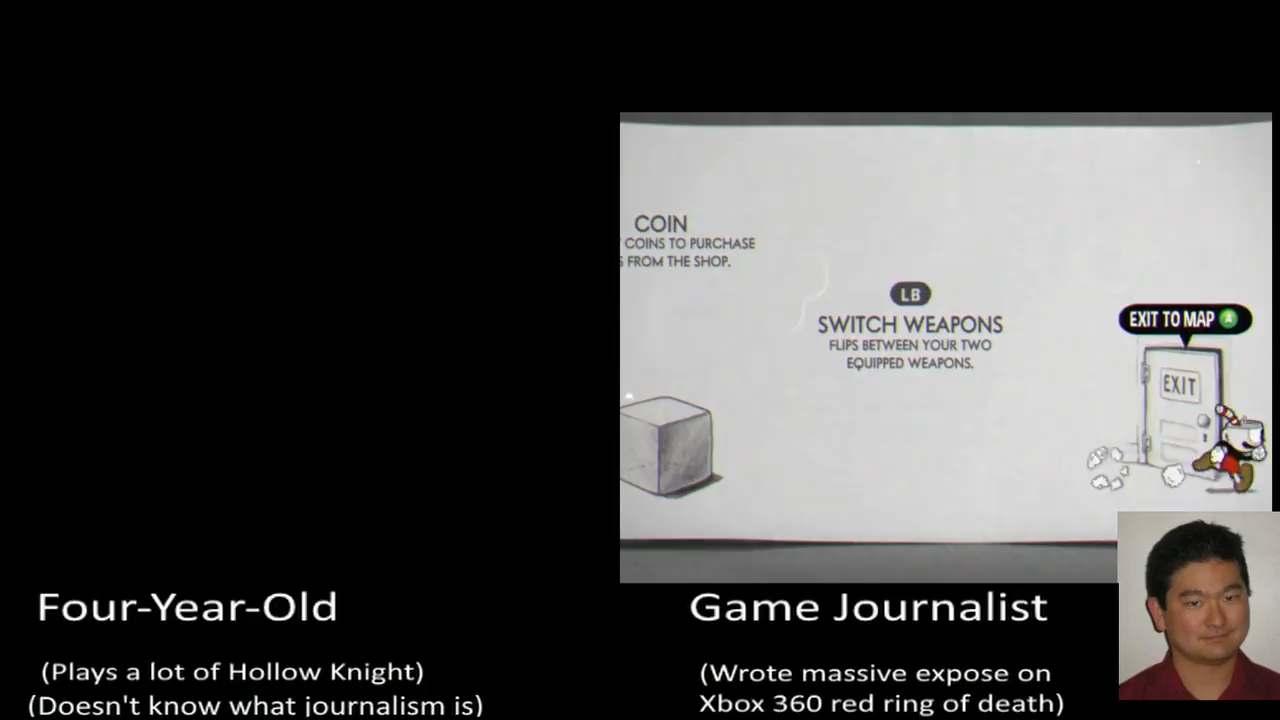 COIN
COINS TO PURCHASE
FROM THE SHOP.
LB
SWITCH WEAPONS
FLIPS BETWEEN YOUR TWO
EQUIPPED WEAPONS.
EXIT TO MAP A
EXIT
Four-Year-Old
(Plays a lot of Hollow Knight)
(Doesn't know what journalism is)
Game Journalist
(Wrote massive expose on
Xbox 360 red ring of death)